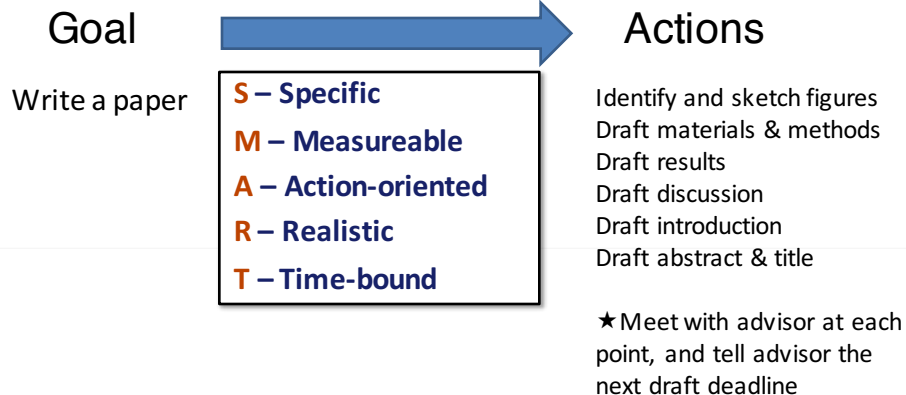 Goal
Actions
Write a paper
S – Specific
M – Measureable
A – Action-oriented
R – Realistic
T – Time-bound
Identify and sketch figures
Draft materials & methods
Draft results
Draft discussion
Draft introduction
Draft abstract & title
★Meet with advisor at each
point, and tell advisor the
next draft deadline